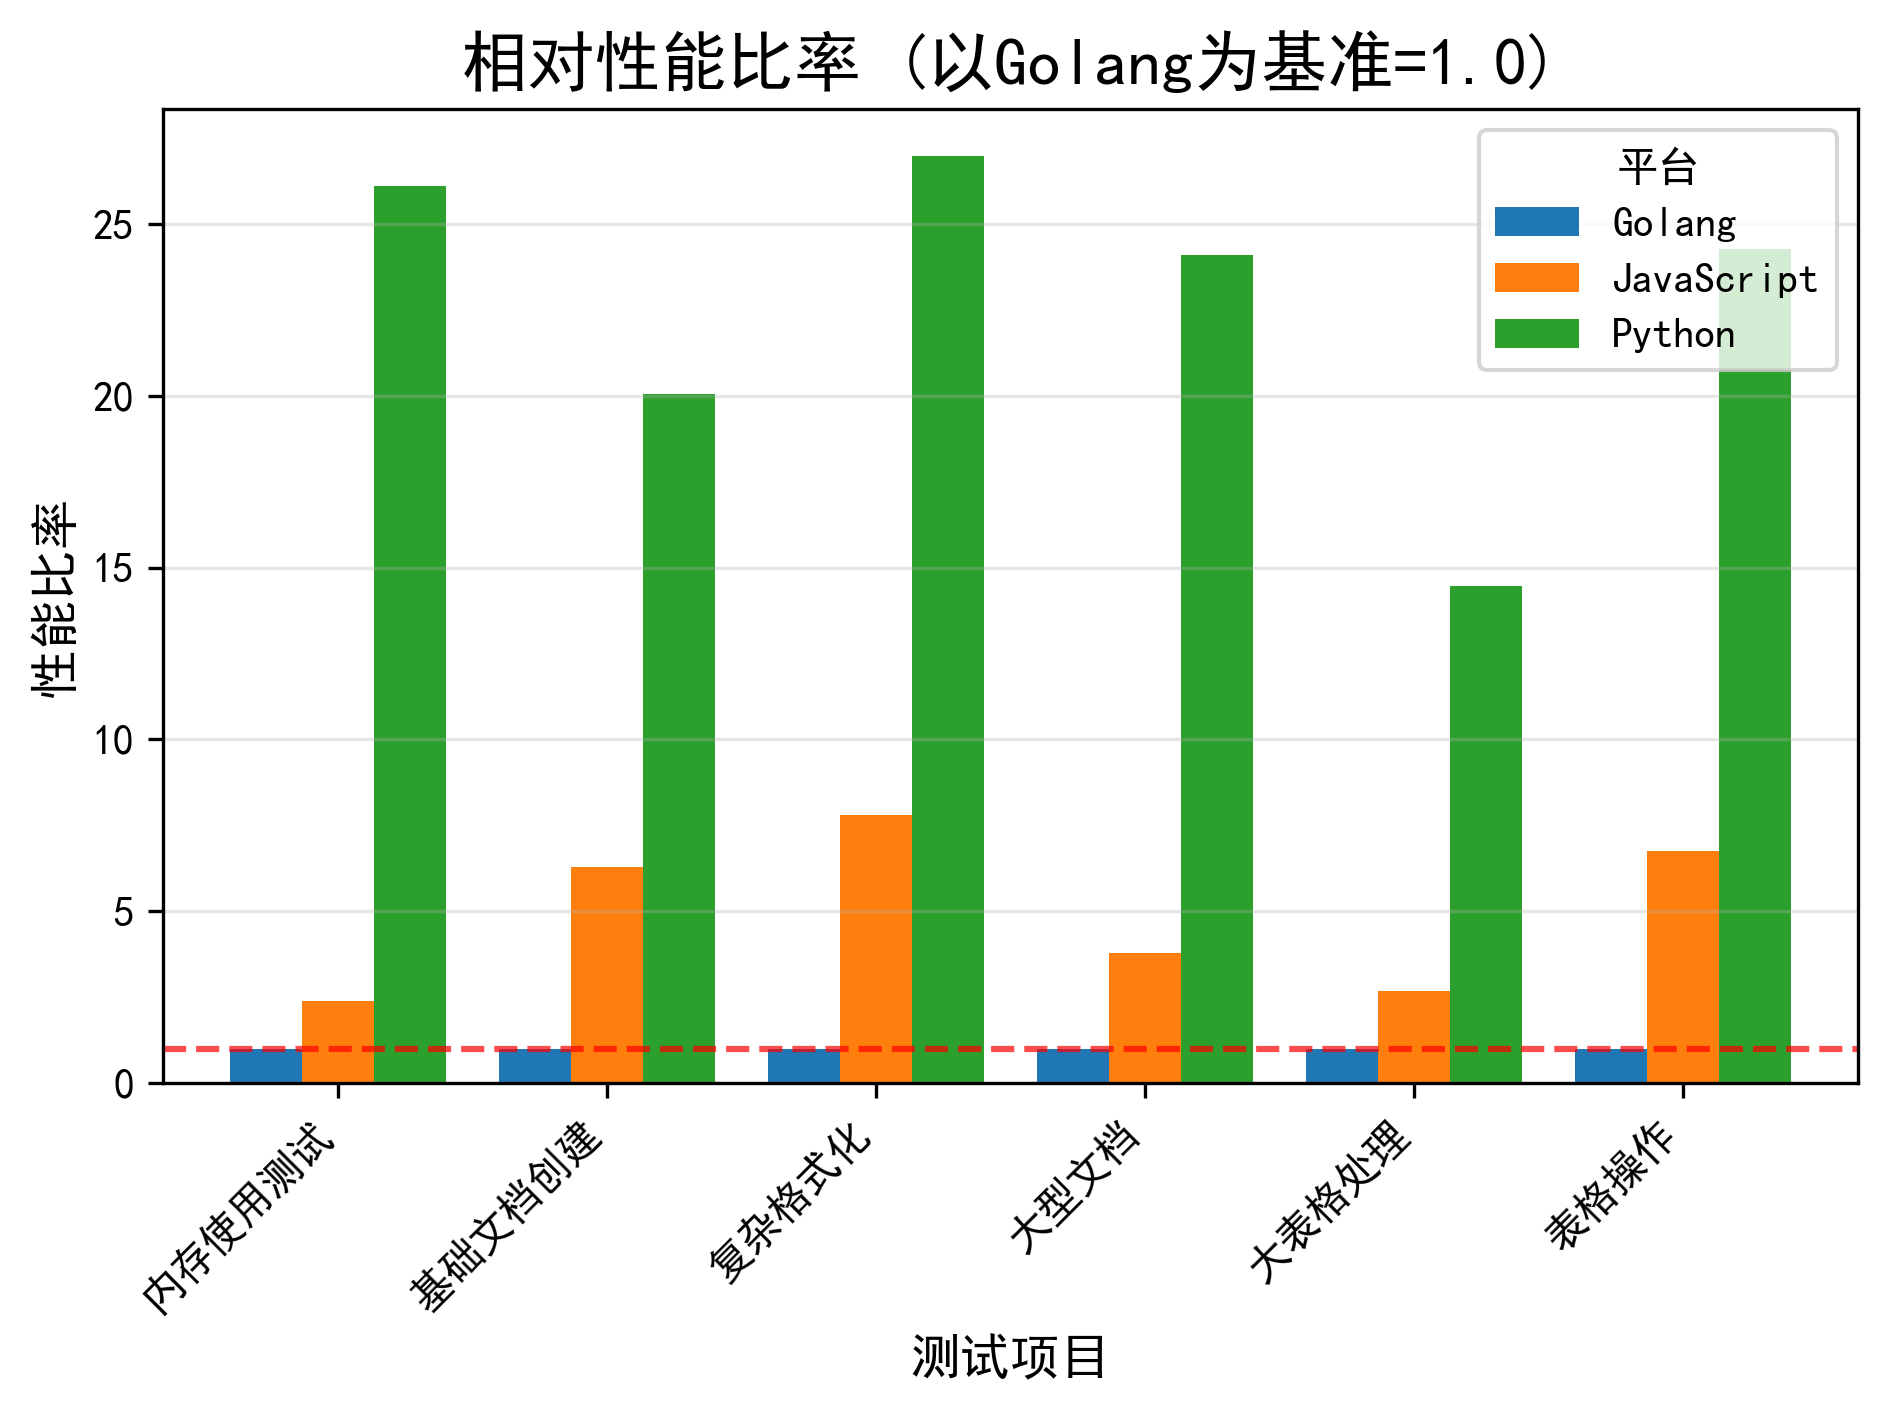 相对性能比率 (以Golang为基准=1.0)
平台
Golang
JavaScript
Python
性能比率
25
20
15
10
5
0
内存使用测试
基础文档创建
复杂格式化
大型文档
大表格处理
表格操作
测试项目